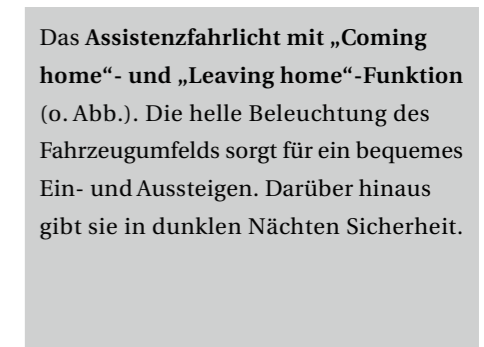 Das Assistenzfahrlicht mit „Coming
home“- und „Leaving home“-Funktion
(o. Abb.). Die helle Beleuchtung des
Fahrzeugumfelds sorgt für ein bequemes
Ein- und Aussteigen. Darüber hinaus
gibt sie in dunklen Nächten Sicherheit.